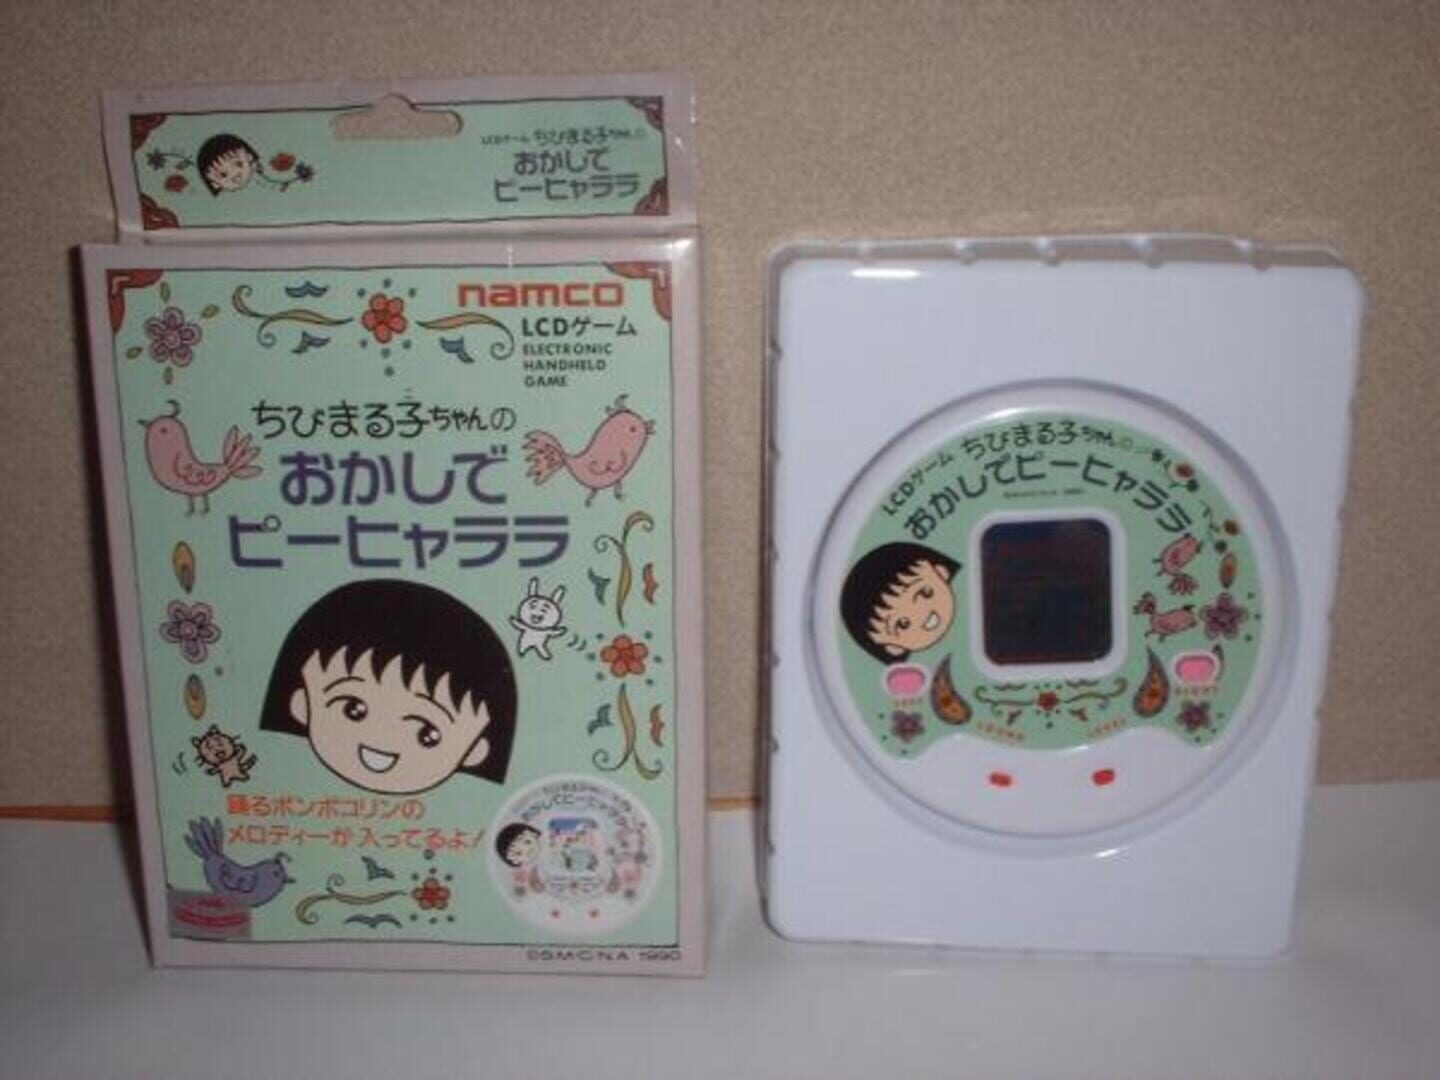 LCDゲーム ちびまる子ちゃんの
おかしで
ピーヒャララ
namco
LCDゲーム
ELECTRONIC
HANDHELD
GAME
ちびまる子ちゃんの
おかしで
ピーヒャララ
踊るポンポコリンの
メロディーが入ってるよ!
©S.M.C・N.A 1990
LCDゲーム ちびまる子ちゃんの
おかしでピーヒャララ
LEFT
RIGHT
SOUND
LEVEL